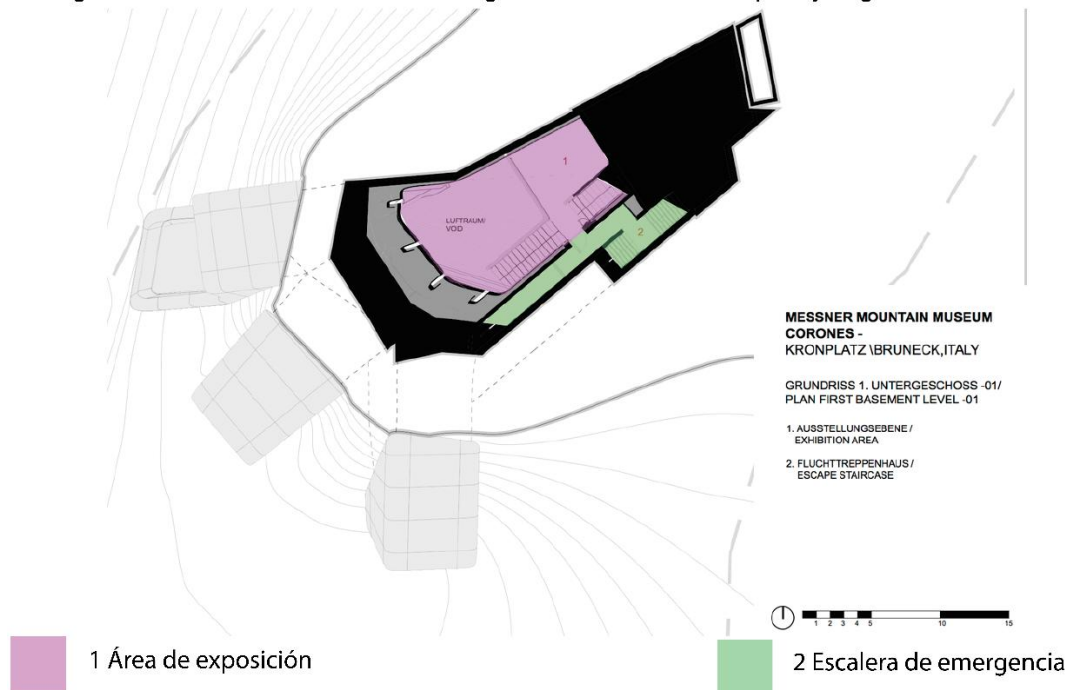 1
LUFTRAUM/
VOD
2
MESSNER MOUNTAIN MUSEUM
CORONES -
KRONPLATZ \BRUNECK,ITALY
GRUNDRISS 1. UNTERGESCHOSS -01/
PLAN FIRST BASEMENT LEVEL -01
1. AUSSTELLUNGSEBENE /
EXHIBITION AREA
2. FLUCHTTREPPENHAUS /
ESCAPE STAIRCASE
1 2 3 4 5 10 15
1 Área de exposición
2 Escalera de emergencia